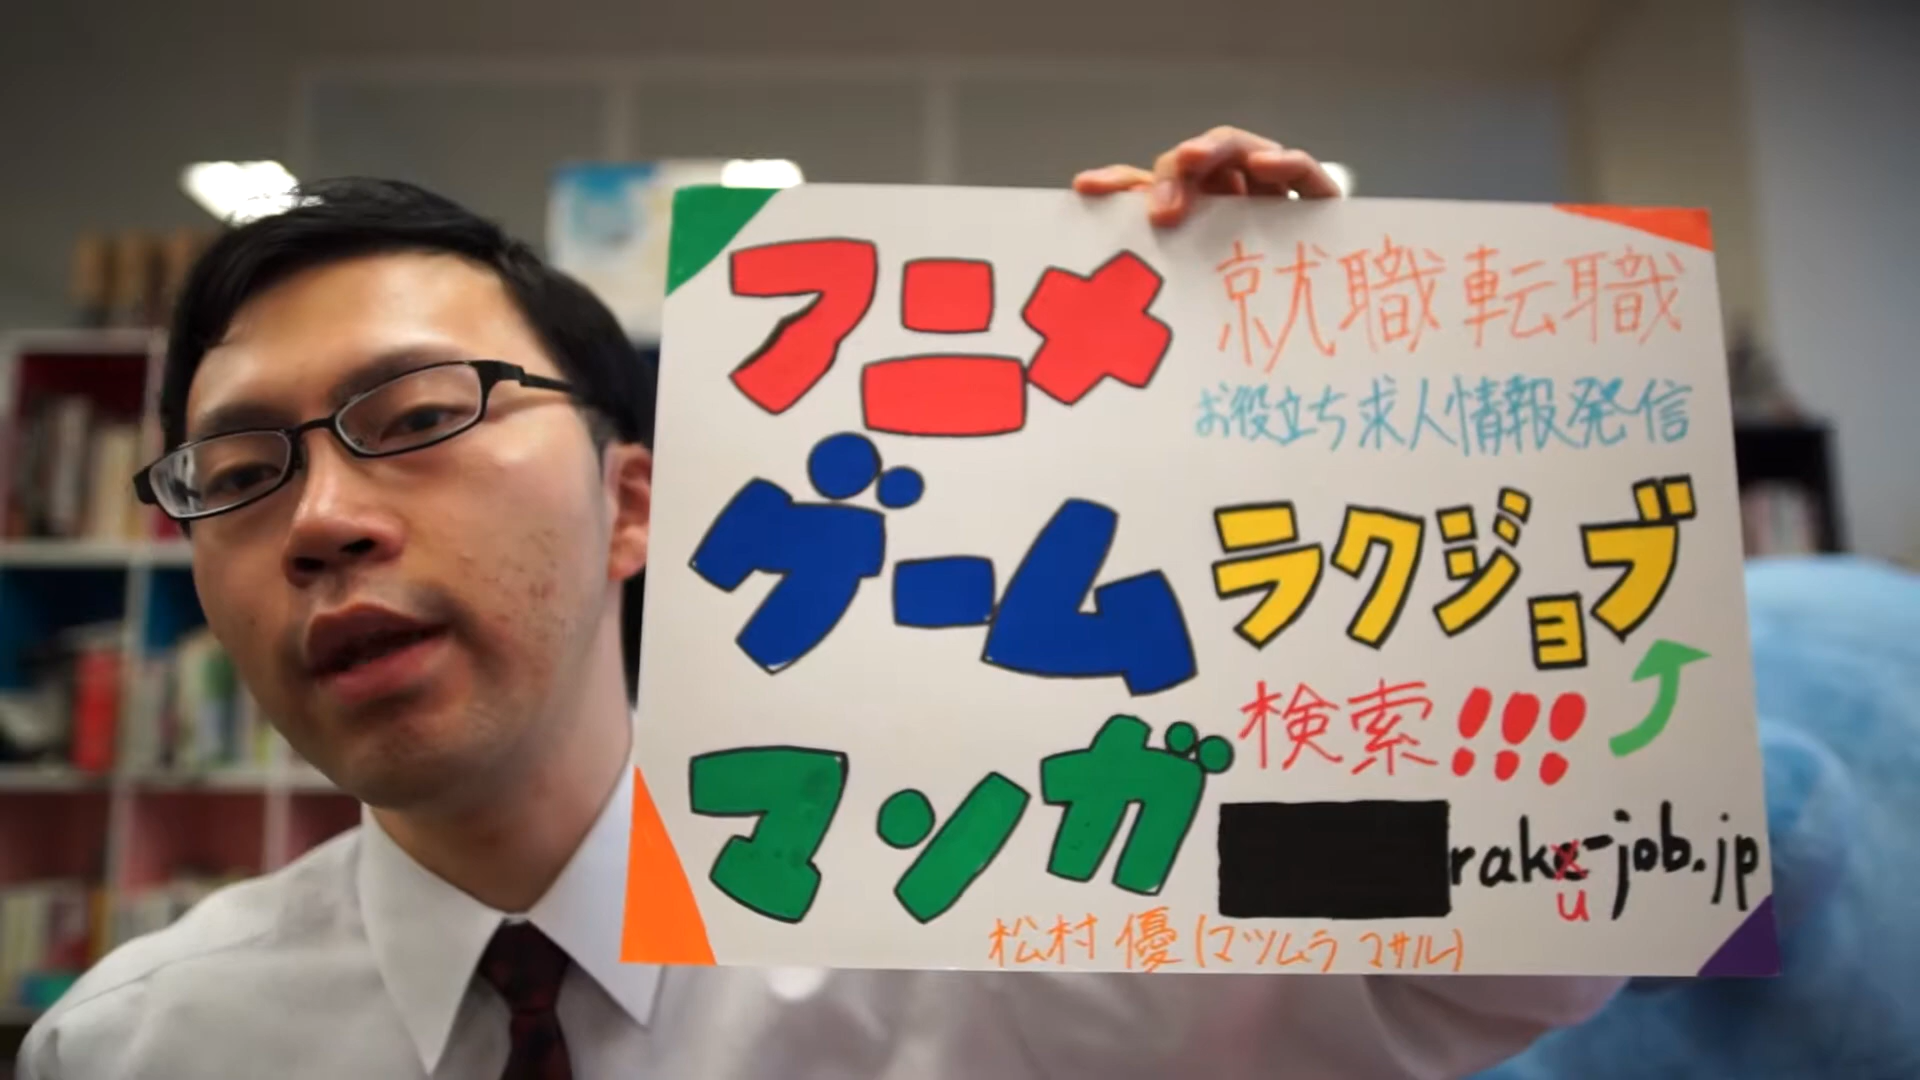 アニメ
ゲーム
マンガ
就職転職
お役立ち求人情報発信
ラクジョブ
検索!!!
raku-job.jp
松村 優(マツムラ マサル)